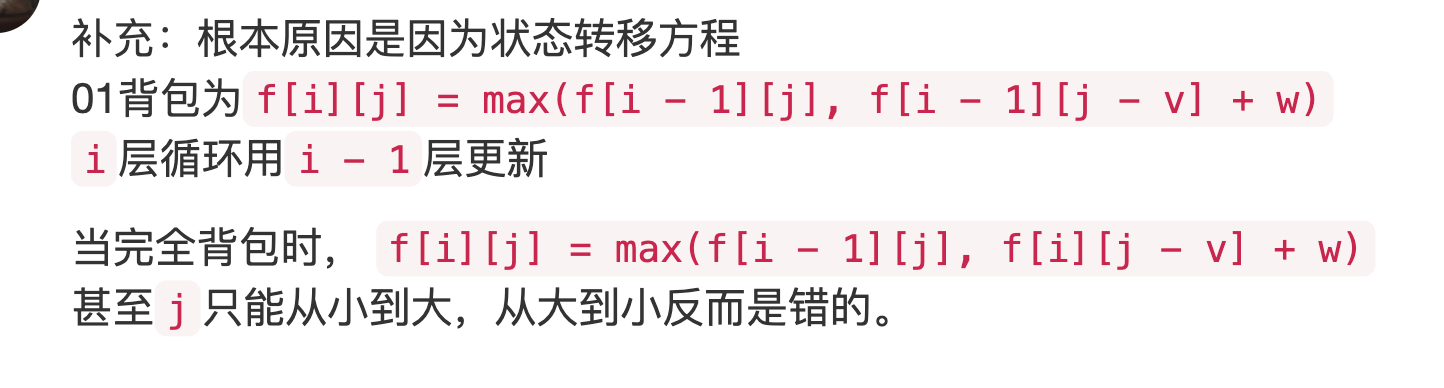 补充：根本原因是因为状态转移方程
01背包为 f[i][j] = max(f[i - 1][j], f[i - 1][j - v] + w)
i 层循环用 i - 1 层更新
当完全背包时， f[i][j] = max(f[i - 1][j], f[i][j - v] + w)
甚至 j 只能从小到大，从大到小反而是错的。